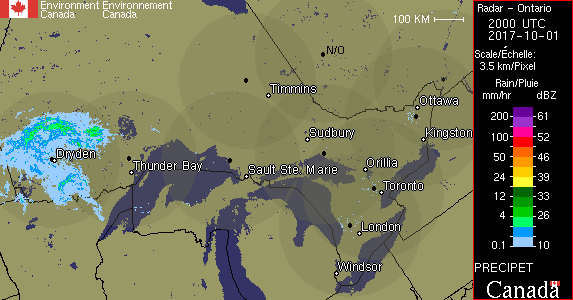 Environment Environnement
Canada Canada
100 KM
N/O
Timmins
Ottawa
Sudbury
Kingston
Dryden
Thunder Bay
Sault Ste. Marie
Orillia
Toronto
London
Windsor
Radar - Ontario
2000 UTC
2017-10-01
Scale/Échelle:
3.5 km/Pixel
Rain/Pluie
mm/hr dBZ
200 61
100 52
50 46
24 39
12 33
4 26
0.1 10
PRECIPET
Canada